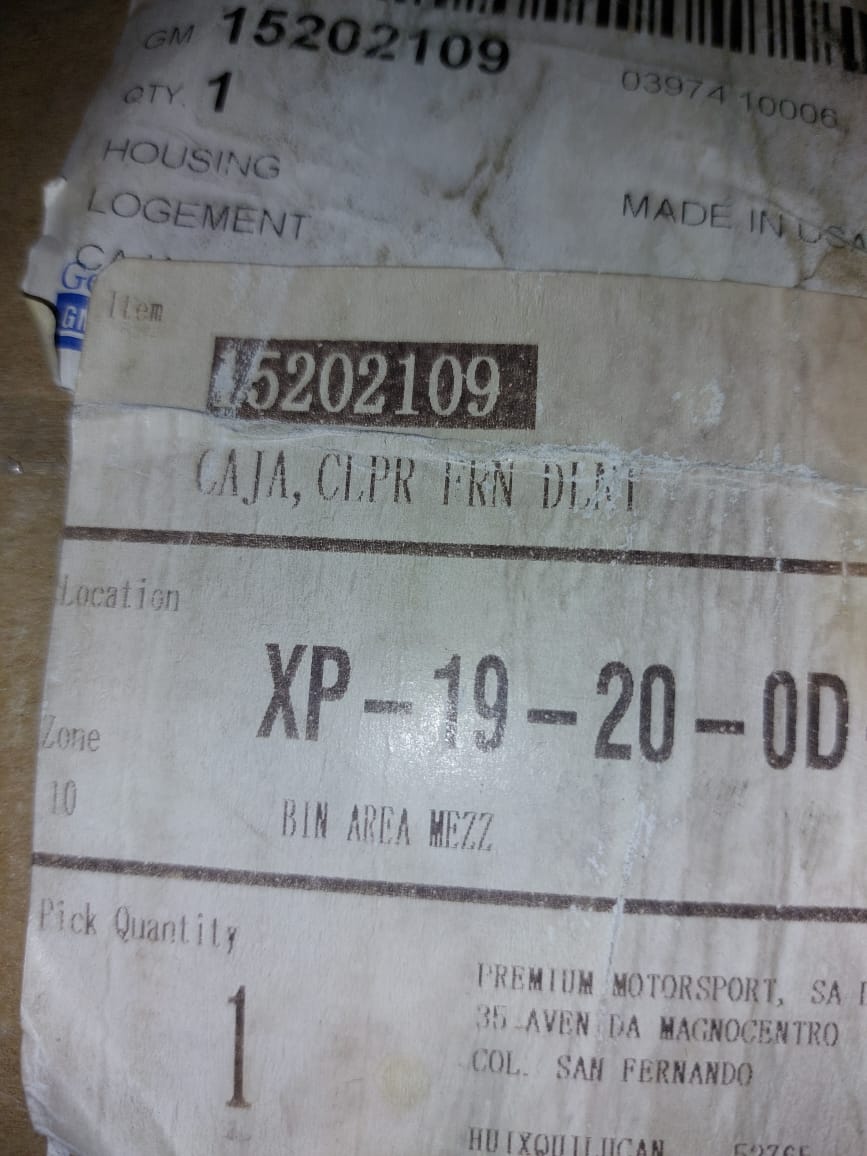 GM 15202109
03974 10006
QTY. 1
HOUSING
LOGEMENT
MADE IN USA
Item
15202109
CAJA, CLPR FRN DLNT
Location
XP-19-20-0D
Zone
10
BIN AREA MEZZ
Pick Quantity
1
PREMIUM MOTORSPORT, SA
35 AVENIDA MAGNOCENTRO
COL. SAN FERNANDO
HUIXQUILUCAN 52765